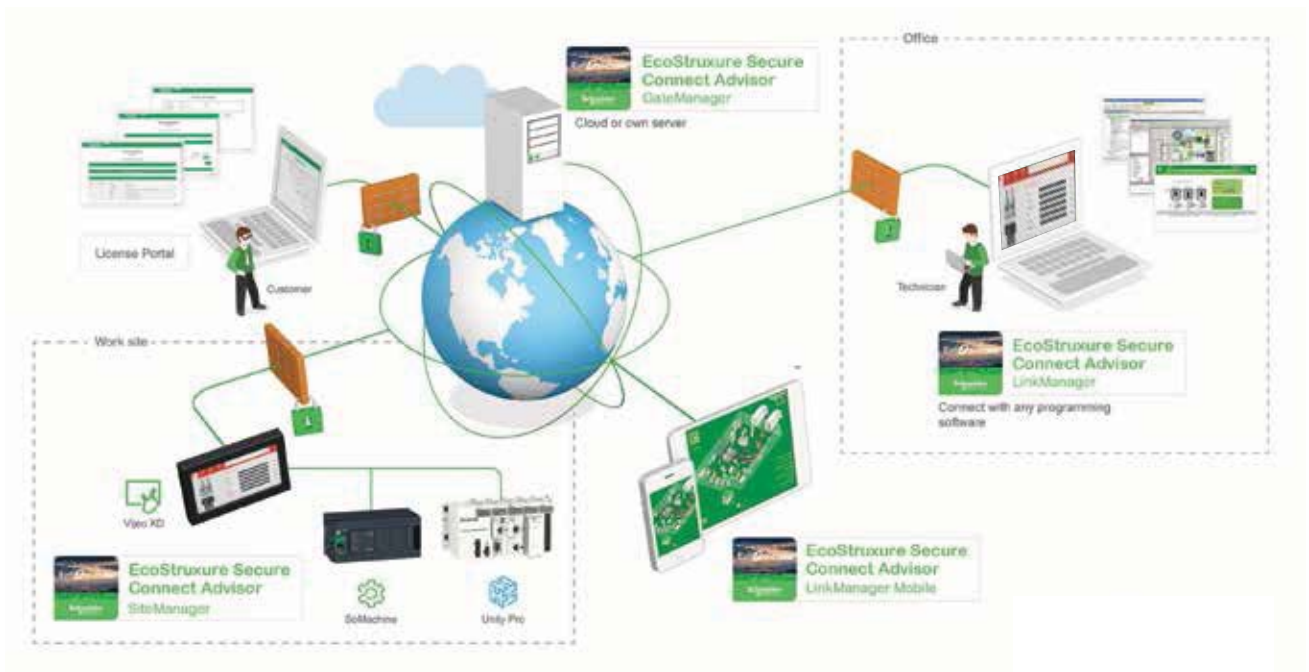 Office
EcoStruxure Secure
Connect Advisor
GateManager
Cloud or own server
License Portal
Customer
Technician
EcoStruxure Secure
Connect Advisor
LinkManager
Connect with any programming
software
Work site
Vijeo XD
EcoStruxure Secure
Connect Advisor
SiteManager
SoMachine
Unity Pro
EcoStruxure Secure
Connect Advisor
LinkManager Mobile